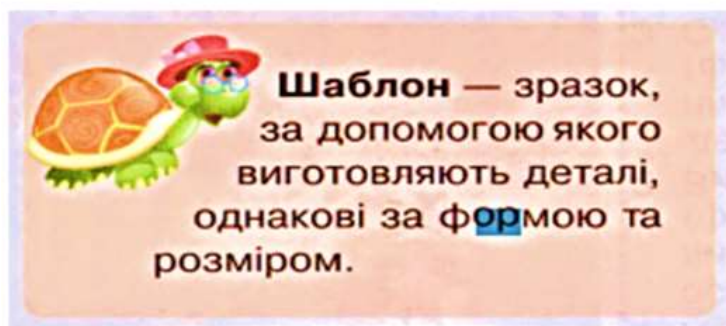 Шаблон — зразок,
за допомогою якого
виготовляють деталі,
однакові за формою та
розміром.